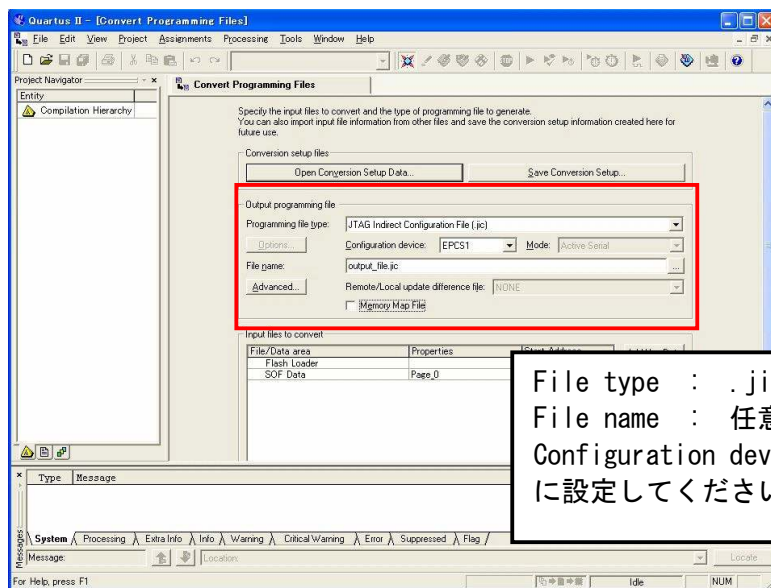 Quartus II - [Convert Programming Files]
File Edit View Project Assignments Processing Tools Window Help
Project Navigator
Entity
Compilation Hierarchy
Convert Programming Files
Specify the input files to convert and the type of programming file to generate.
You can also import input file information from other files and save the conversion setup information created here for
future use.
Conversion setup files
Open Conversion Setup Data... Save Conversion Setup...
Output programming file
Programming file type: JTAG Indirect Configuration File (.jic)
Options... Configuration device: EPCS1 Mode: Active Serial
File name: output_file.jic ...
Advanced... Remote/Local update difference file: NONE
Memory Map File
Input files to convert
File/Data area Properties
Flash Loader
SOF Data Page_0
File type : .ji
File name : 任意
Configuration dev
に設定してください
Type Message
System Processing Extra Info Info Warning Critical Warning Error Suppressed Flag
Messages
Message: Location: Locate
For Help, press F1 Idle NUM